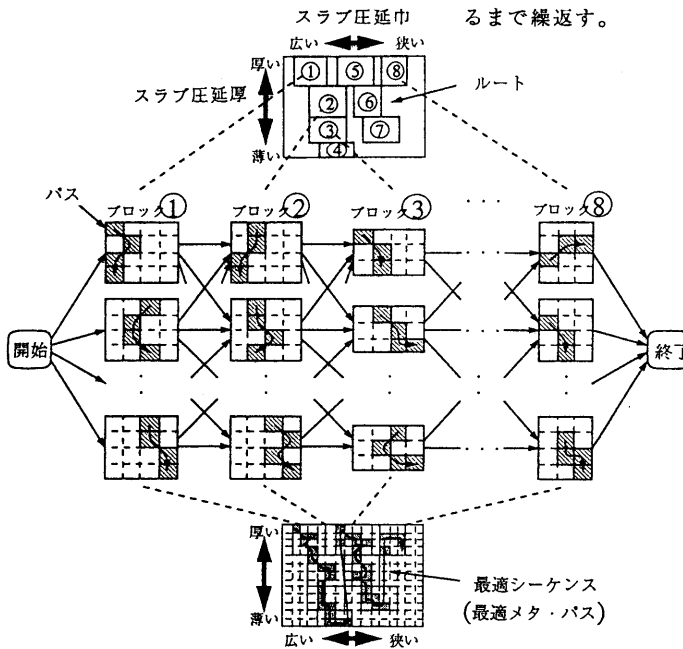 スラブ圧延巾
るまで繰返す。
広い 狭い
厚い
① ⑤ ⑧
スラブ圧延厚
ルート
② ⑥
③ ⑦
薄い
④
パス
ブロック① ブロック② ブロック③ ・・・ ブロック⑧
開始
終了
厚い
薄い
広い 狭い
最適シーケンス
(最適メタ・パス)